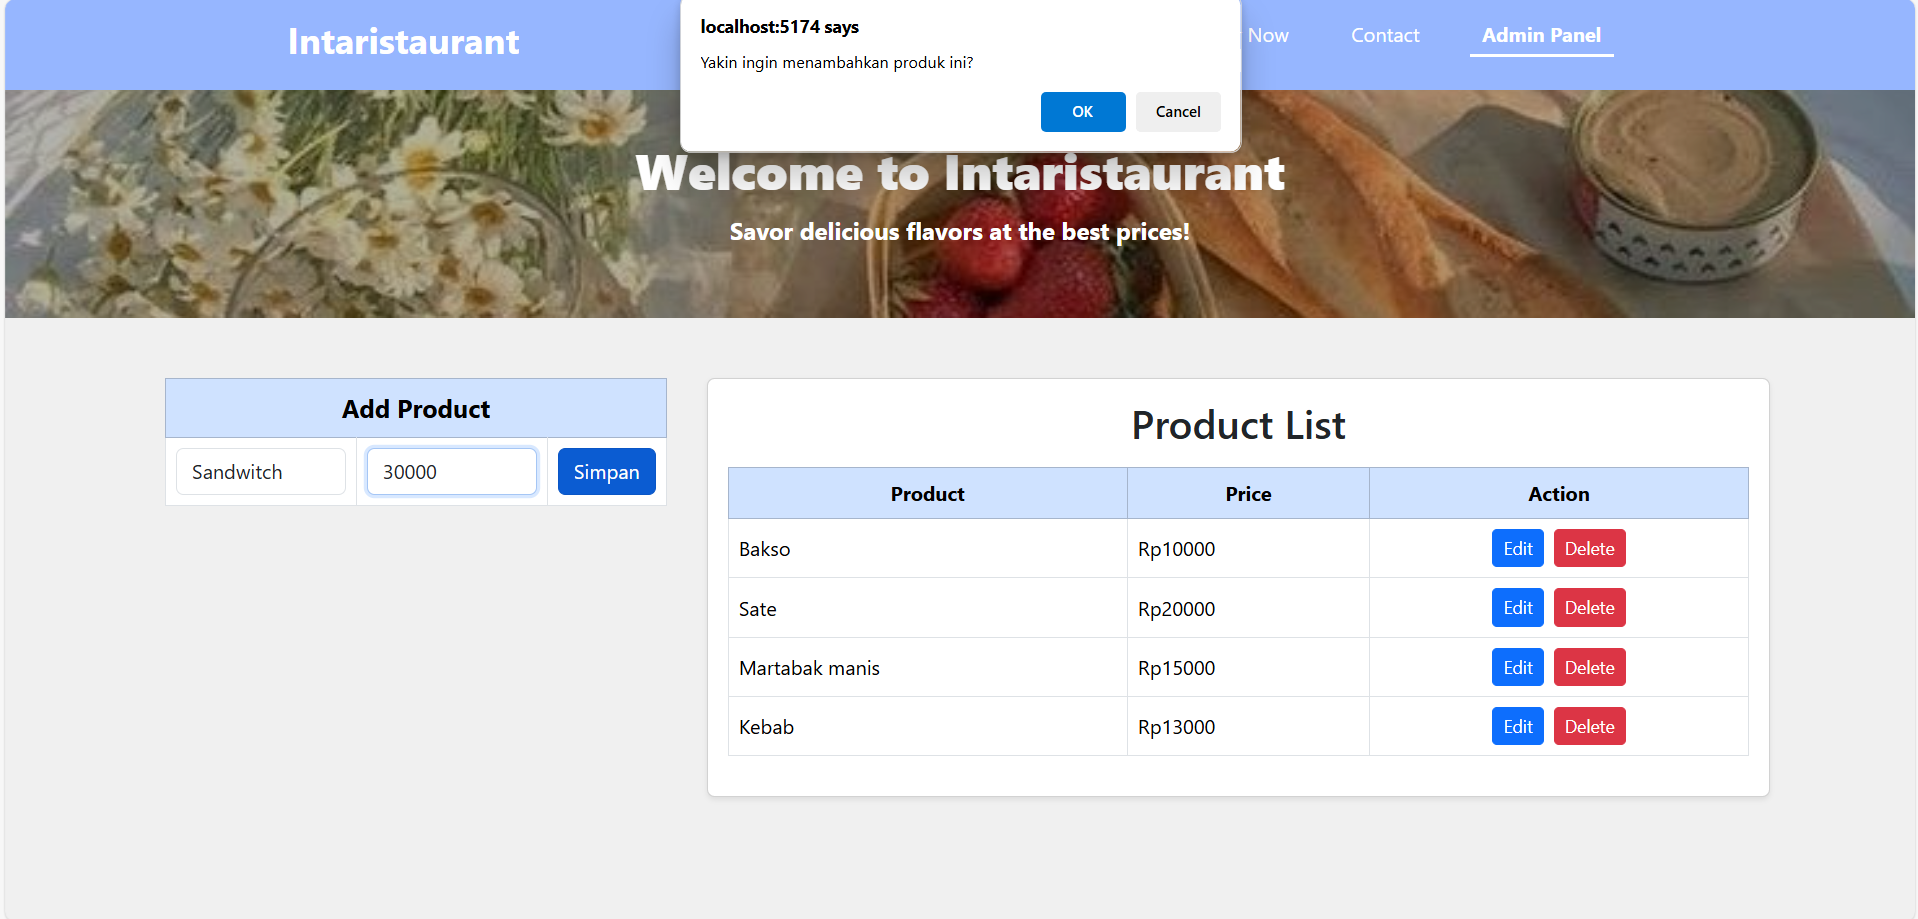 localhost:5174 says
Yakin ingin menambahkan produk ini?
OK Cancel
Intaristaurant
Now Contact Admin Panel
Welcome to Intaristaurant
Savor delicious flavors at the best prices!
Add Product
Sandwitch 30000 Simpan
Product List
Product Price Action
Bakso Rp10000 Edit Delete
Sate Rp20000 Edit Delete
Martabak manis Rp15000 Edit Delete
Kebab Rp13000 Edit Delete